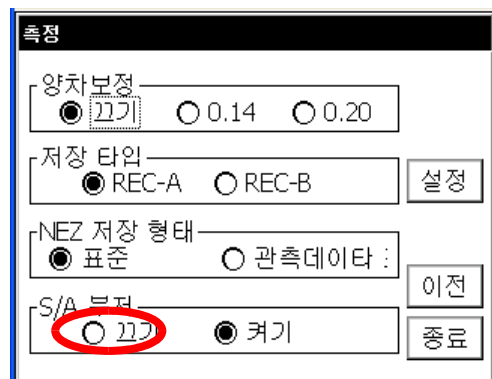 측정
양차보정
끄기 0.14 0.20
저장 타입
REC-A REC-B
설정
NEZ 저장 형태
표준 관측데이타 :
이전
S/A 부저
끄기 켜기
종료